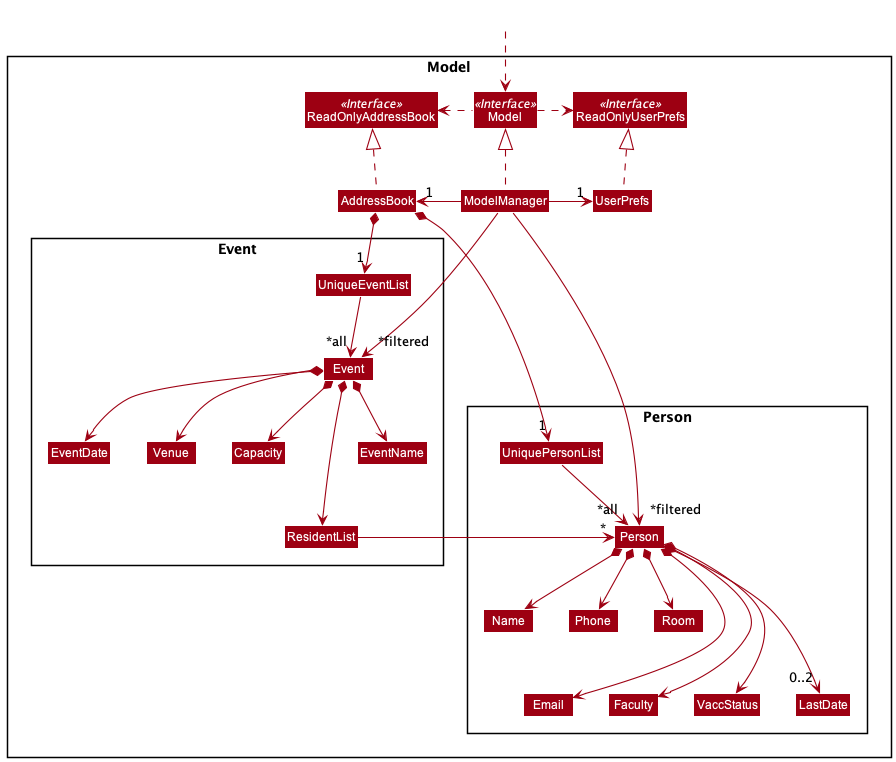 Model
«Interface»
ReadOnlyAddressBook
«Interface»
Model
«Interface»
ReadOnlyUserPrefs
AddressBook
1
ModelManager
1
UserPrefs
Event
1
UniqueEventList
*all
*filtered
Event
EventDate
Venue
Capacity
EventName
ResidentList
Person
1
UniquePersonList
*all
*filtered
*
Person
Name
Phone
Room
0..2
Email
Faculty
VaccStatus
LastDate